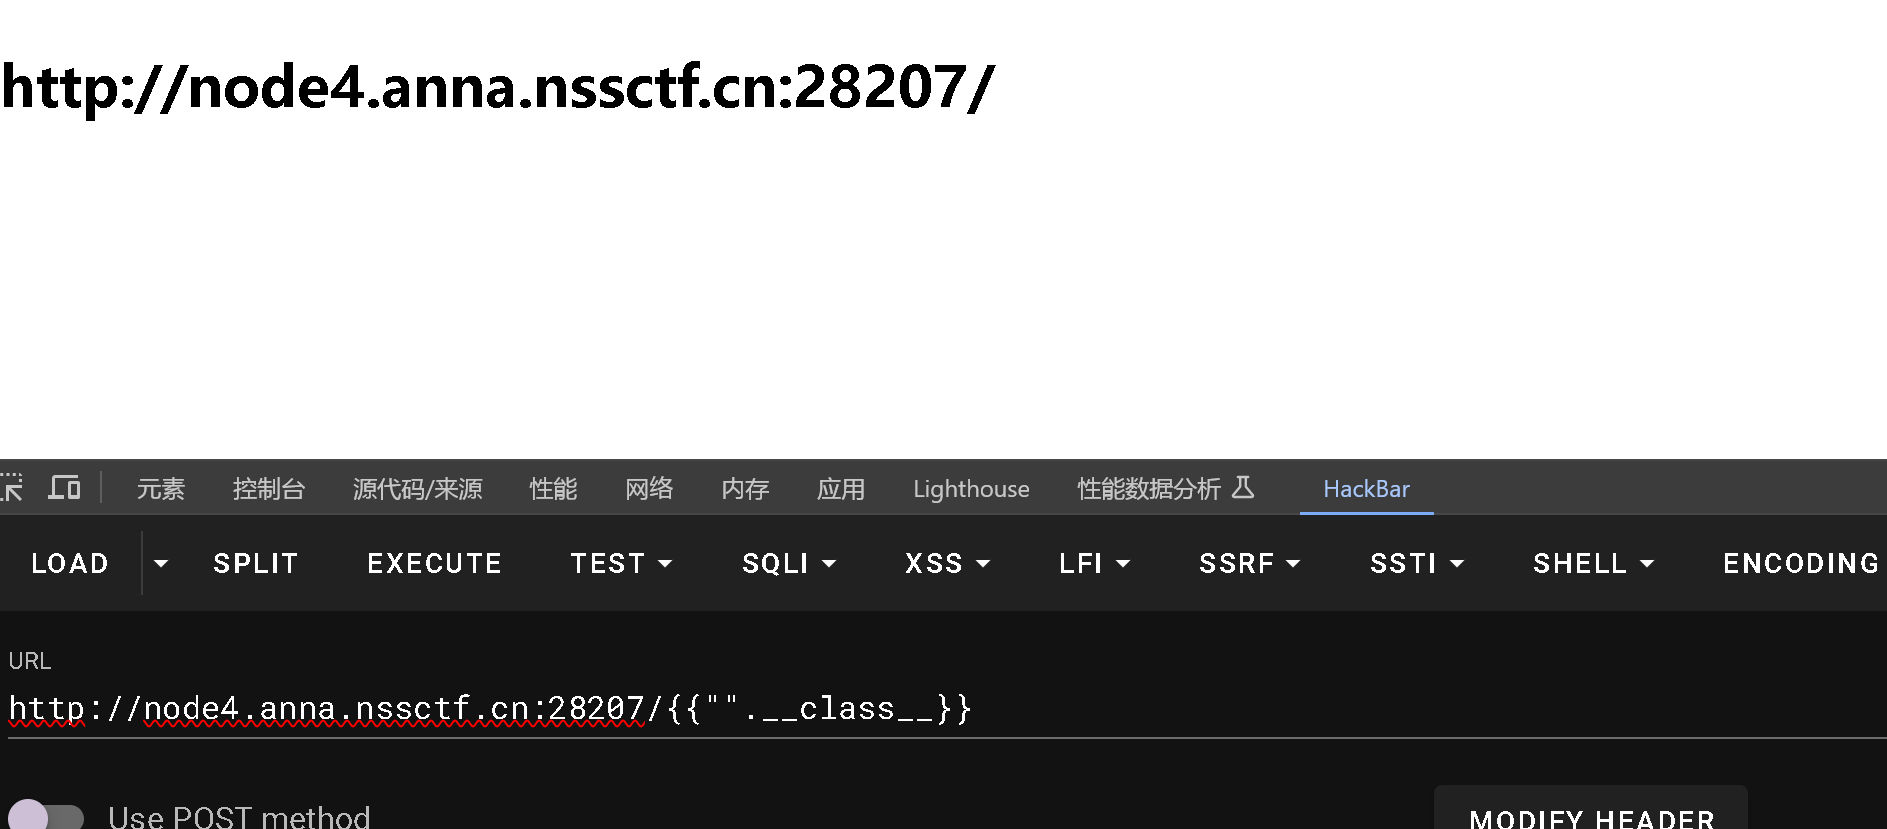 http://node4.anna.nssctf.cn:28207/
元素 控制台 源代码/来源 性能 网络 内存 应用 Lighthouse 性能数据分析 HackBar
LOAD SPLIT EXECUTE TEST SQLI XSS LFI SSRF SSTI SHELL ENCODING
URL
http://node4.anna.nssctf.cn:28207/{{"".__class__}}
Use POST method MODIFY HEADER